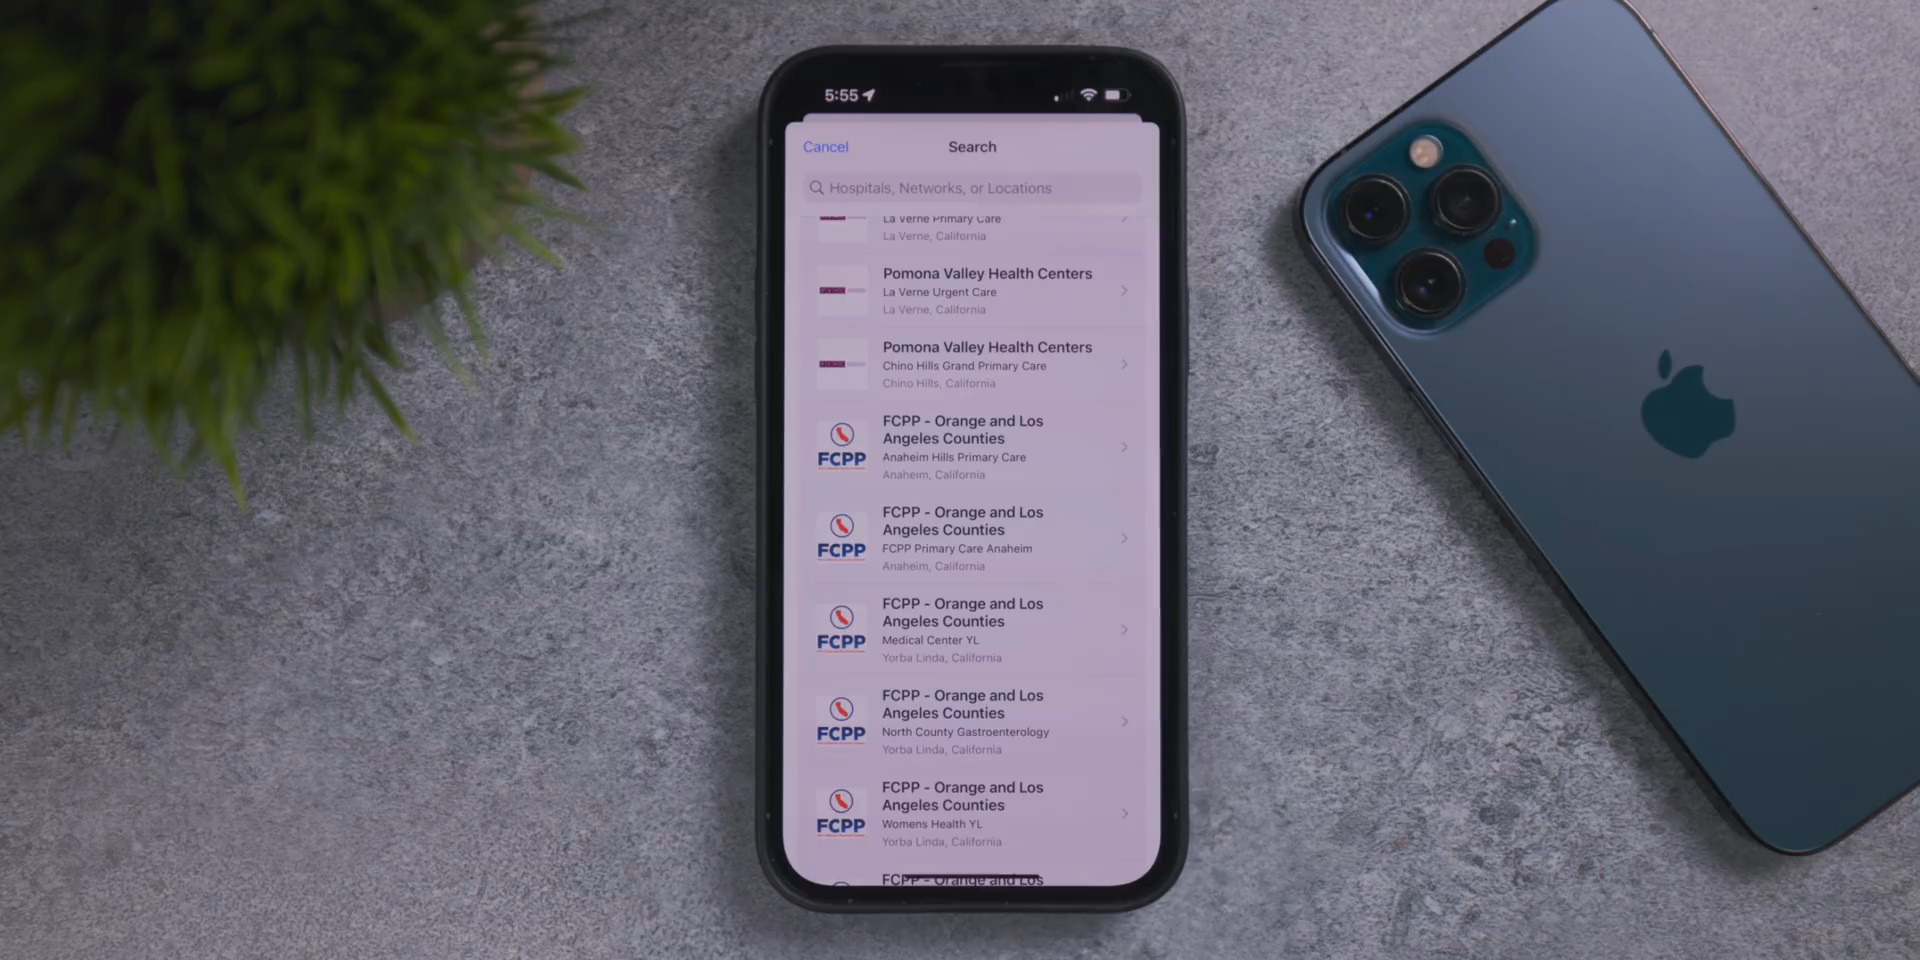 5:55
Cancel
Search
Hospitals, Networks, or Locations
La Verne Primary Care
La Verne, California
Pomona Valley Health Centers
La Verne Urgent Care
La Verne, California
Pomona Valley Health Centers
Chino Hills Grand Primary Care
Chino Hills, California
FCPP - Orange and Los
Angeles Counties
FCPP
Anaheim Hills Primary Care
Anaheim, California
FCPP - Orange and Los
Angeles Counties
FCPP
FCPP Primary Care Anaheim
Anaheim, California
FCPP - Orange and Los
Angeles Counties
FCPP
Medical Center YL
Yorba Linda, California
FCPP - Orange and Los
Angeles Counties
FCPP
North County Gastroenterology
Yorba Linda, California
FCPP - Orange and Los
Angeles Counties
FCPP
Womens Health YL
Yorba Linda, California
FCPP - Orange and Los